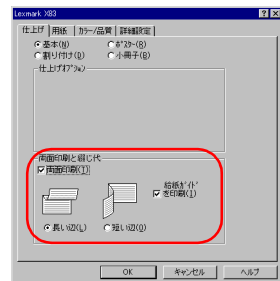 Lexmark X83
仕上げ 用紙 カラー/品質 詳細設定
基本(N) ポスター(R)
割り付け(D) 小冊子(B)
仕上げオプション
両面印刷と綴じ代
両面印刷(T)
給紙ガイド
を印刷(I)
長い辺(L) 短い辺(O)
OK キャンセル ヘルプ